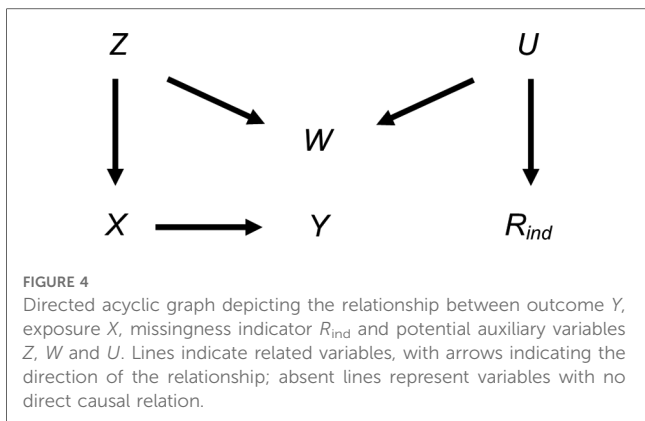 Z U
W
X Y R_ind
FIGURE 4
Directed acyclic graph depicting the relationship between outcome Y,
exposure X, missingness indicator R_ind and potential auxiliary variables
Z, W and U. Lines indicate related variables, with arrows indicating the
direction of the relationship; absent lines represent variables with no
direct causal relation.